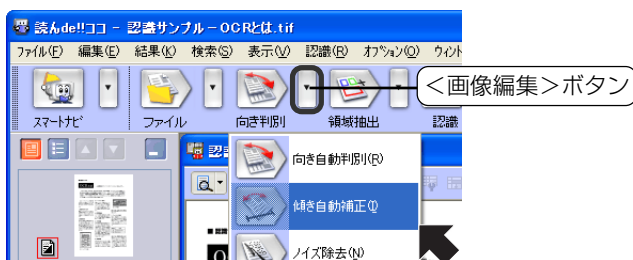 読んde!!ココ - 認識サンプル-OCRとは.tif
ファイル(F) 編集(E) 結果(K) 検索(S) 表示(V) 認識(R) オプション(O)
スマートナビ ファイル 向き判別 領域抽出 認識
<画像編集>ボタン
向き自動判別(R)
傾き自動補正(I)
ノイズ除去(N)